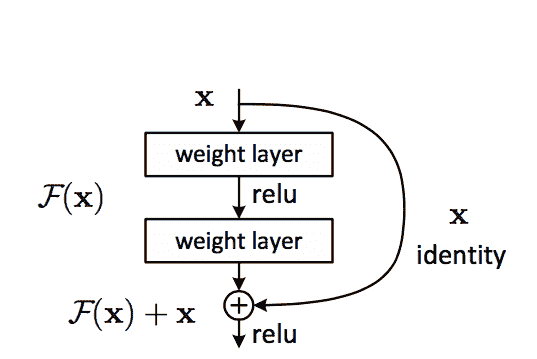 x
weight layer
F(x)
relu
x
weight layer
identity
F(x) + x
+
relu